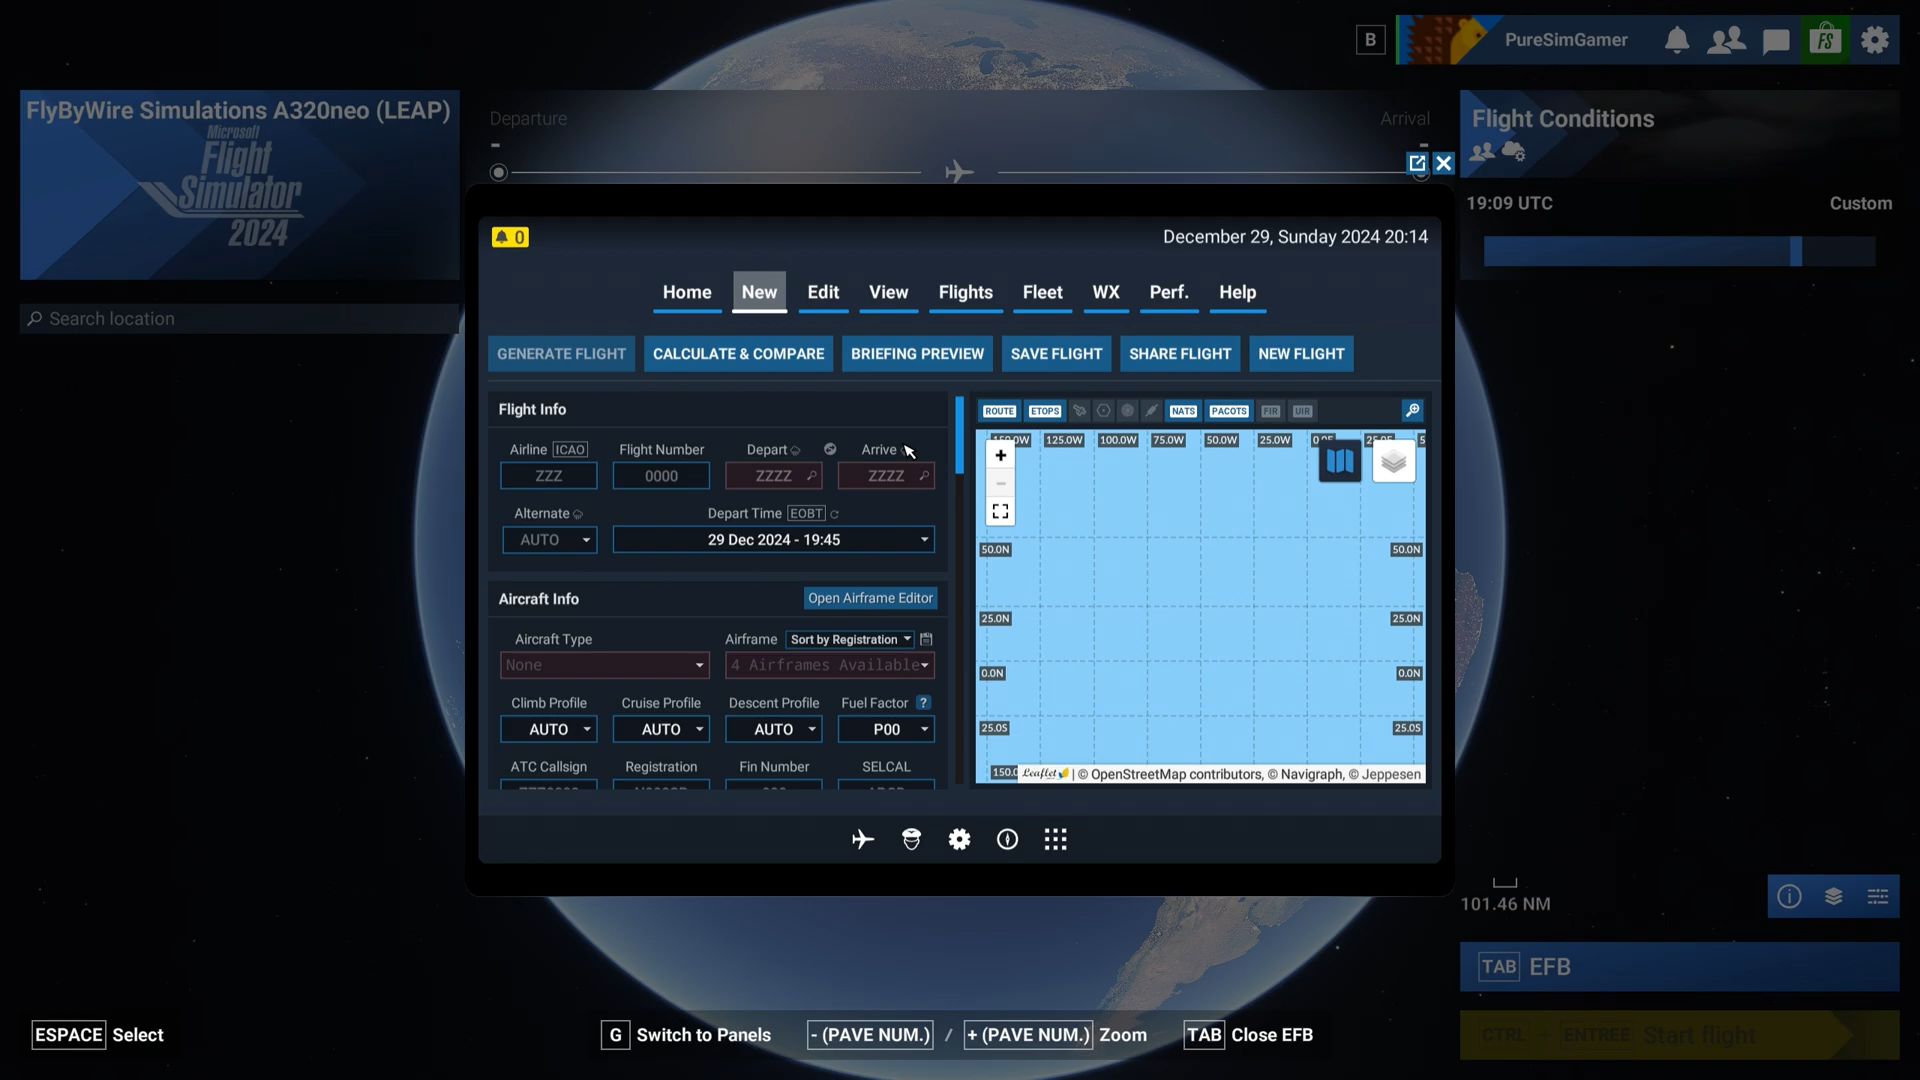 B
PureSimGamer
FS
FlyByWire Simulations A320neo (LEAP)
Microsoft
Flight
Simulator
2024
Departure
-
Arrival
-
Flight Conditions
19:09 UTC
Custom
Search location
0
December 29, Sunday 2024 20:14
Home
New
Edit
View
Flights
Fleet
WX
Perf.
Help
GENERATE FLIGHT
CALCULATE & COMPARE
BRIEFING PREVIEW
SAVE FLIGHT
SHARE FLIGHT
NEW FLIGHT
Flight Info
Airline ICAO
Flight Number
Depart
Arrive
ZZZ
0000
ZZZZ
ZZZZ
Alternate
Depart Time EOBT
AUTO
29 Dec 2024 - 19:45
Aircraft Info
Open Airframe Editor
Aircraft Type
Airframe
Sort by Registration
None
4 Airframes Available
Climb Profile
Cruise Profile
Descent Profile
Fuel Factor ?
AUTO
AUTO
AUTO
P00
ATC Callsign
Registration
Fin Number
SELCAL
ROUTE
ETOPS
NATS
PACOTS
FIR
UIR
125.0W
100.0W
75.0W
50.0W
25.0W
+
−
50.0N
50.0N
25.0N
25.0N
0.0N
0.0N
25.0S
25.0S
Leaflet | © OpenStreetMap contributors, © Navigraph, © Jeppesen
101.46 NM
TAB EFB
CTRL + ENTREE Start flight
ESPACE Select
G Switch to Panels
- (PAVE NUM.) / + (PAVE NUM.) Zoom
TAB Close EFB